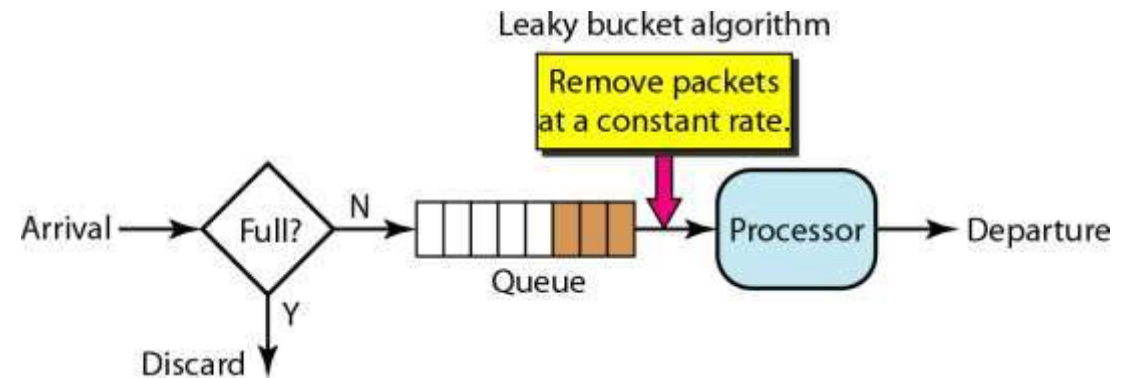 Leaky bucket algorithm
Remove packets
at a constant rate.
Arrival
Full?
N
Queue
Processor
Departure
Y
Discard